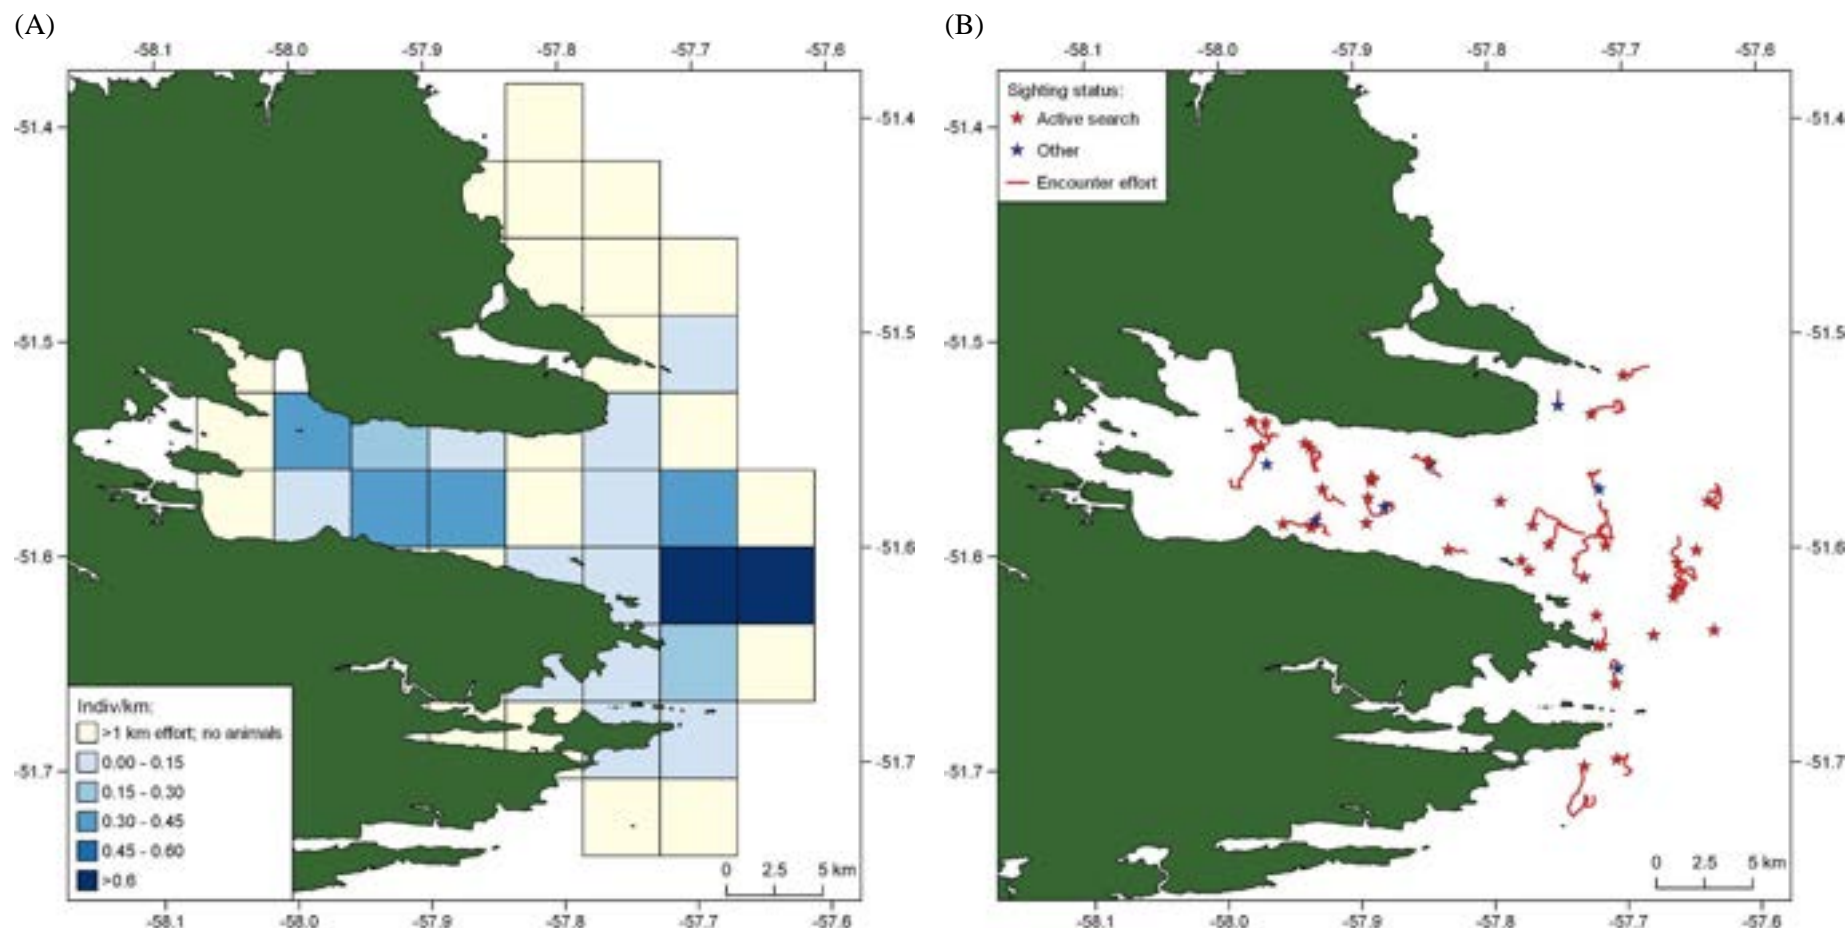 (A)
-58.1 -58.0 -57.9 -57.8 -57.7 -57.6
-51.4 -51.4
-51.5 -51.5
-51.6 -51.6
-51.7 -51.7
Indiv/km:
>1 km effort; no animals
0.00 - 0.15
0.15 - 0.30
0.30 - 0.45
0.45 - 0.60
>0.6
0 2.5 5 km
-58.1 -58.0 -57.9 -57.8 -57.7 -57.6
(B)
-58.1 -58.0 -57.9 -57.8 -57.7 -57.6
Sighting status:
Active search
Other
Encounter effort
-51.4 -51.4
-51.5 -51.5
-51.6 -51.6
-51.7 -51.7
0 2.5 5 km
-58.1 -58.0 -57.9 -57.8 -57.7 -57.6